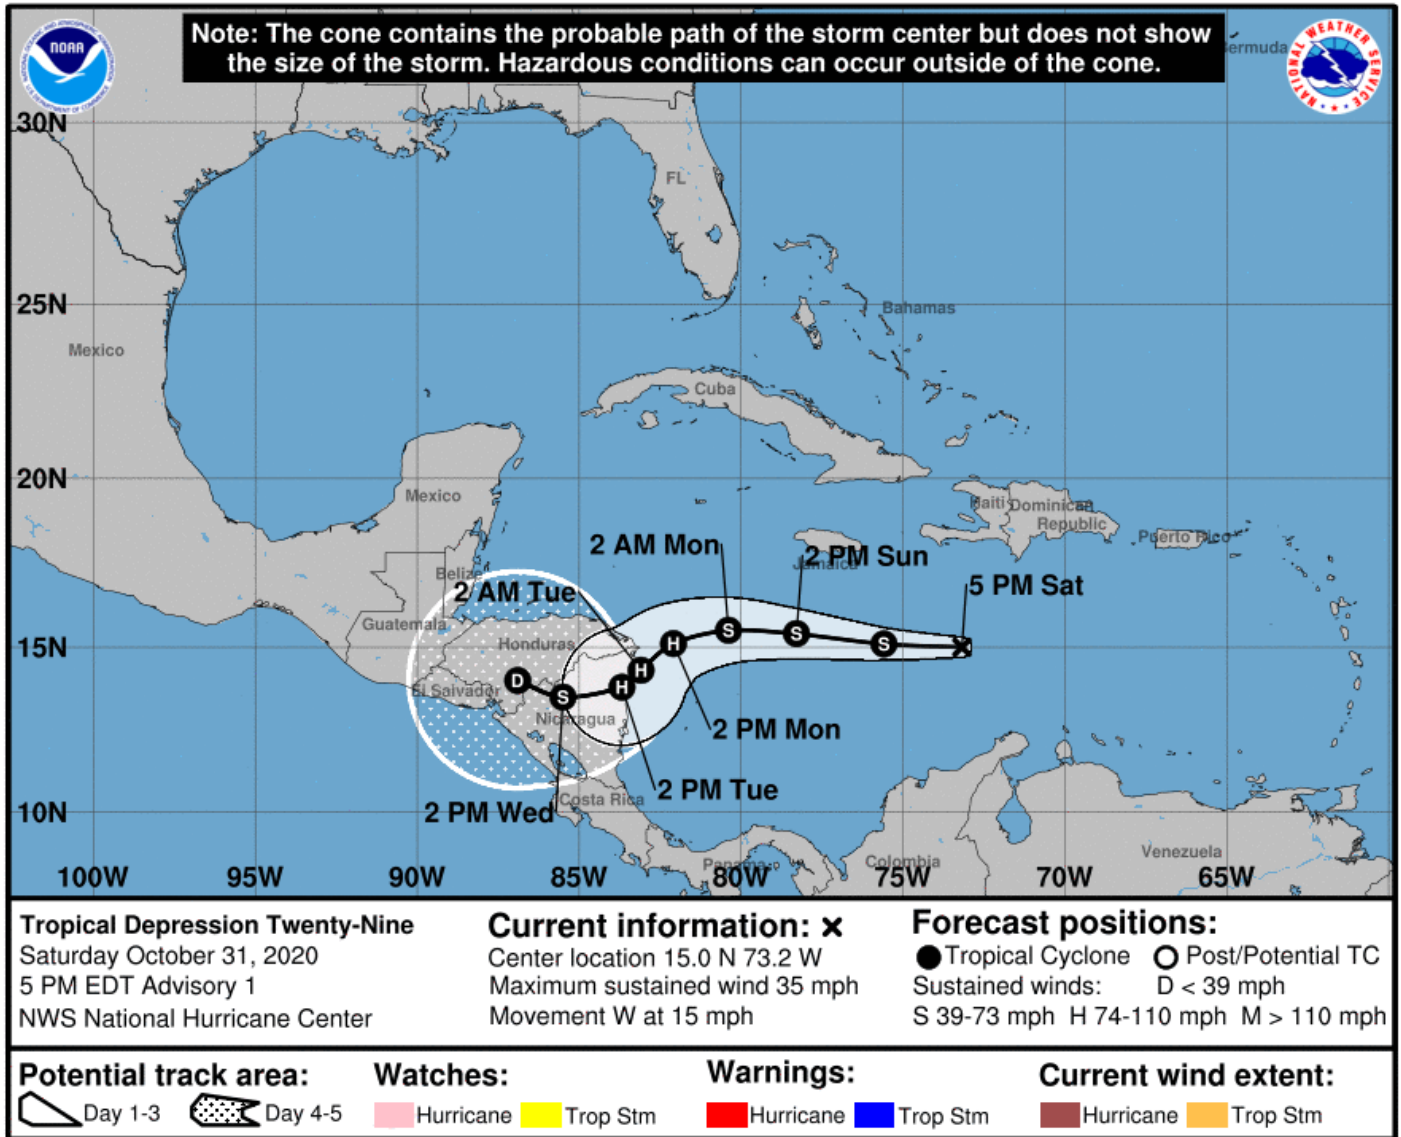 Note: The cone contains the probable path of the storm center but does not show
the size of the storm. Hazardous conditions can occur outside of the cone.
NOAA
NATIONAL WEATHER SERVICE
ermuda
30N
FL
25N
Bahamas
Mexico
Cuba
20N
Mexico
Haiti
Dominican
Republic
Puerto Rico
2 AM Mon
2 PM Sun
Jamaica
Belize
2 AM Tue
5 PM Sat
Guatemala
15N
Honduras
S
S
S
H
H
H
S
D
El Salvador
Nicaragua
2 PM Mon
2 PM Tue
Costa Rica
2 PM Wed
10N
Panama
Colombia
Venezuela
100W 95W 90W 85W 80W 75W 70W 65W
Tropical Depression Twenty-Nine
Saturday October 31, 2020
5 PM EDT Advisory 1
NWS National Hurricane Center
Current information: ×
Center location 15.0 N 73.2 W
Maximum sustained wind 35 mph
Movement W at 15 mph
Forecast positions:
Tropical Cyclone Post/Potential TC
Sustained winds: D < 39 mph
S 39-73 mph H 74-110 mph M > 110 mph
Potential track area:
Day 1-3 Day 4-5
Watches:
Hurricane Trop Stm
Warnings:
Hurricane Trop Stm
Current wind extent:
Hurricane Trop Stm